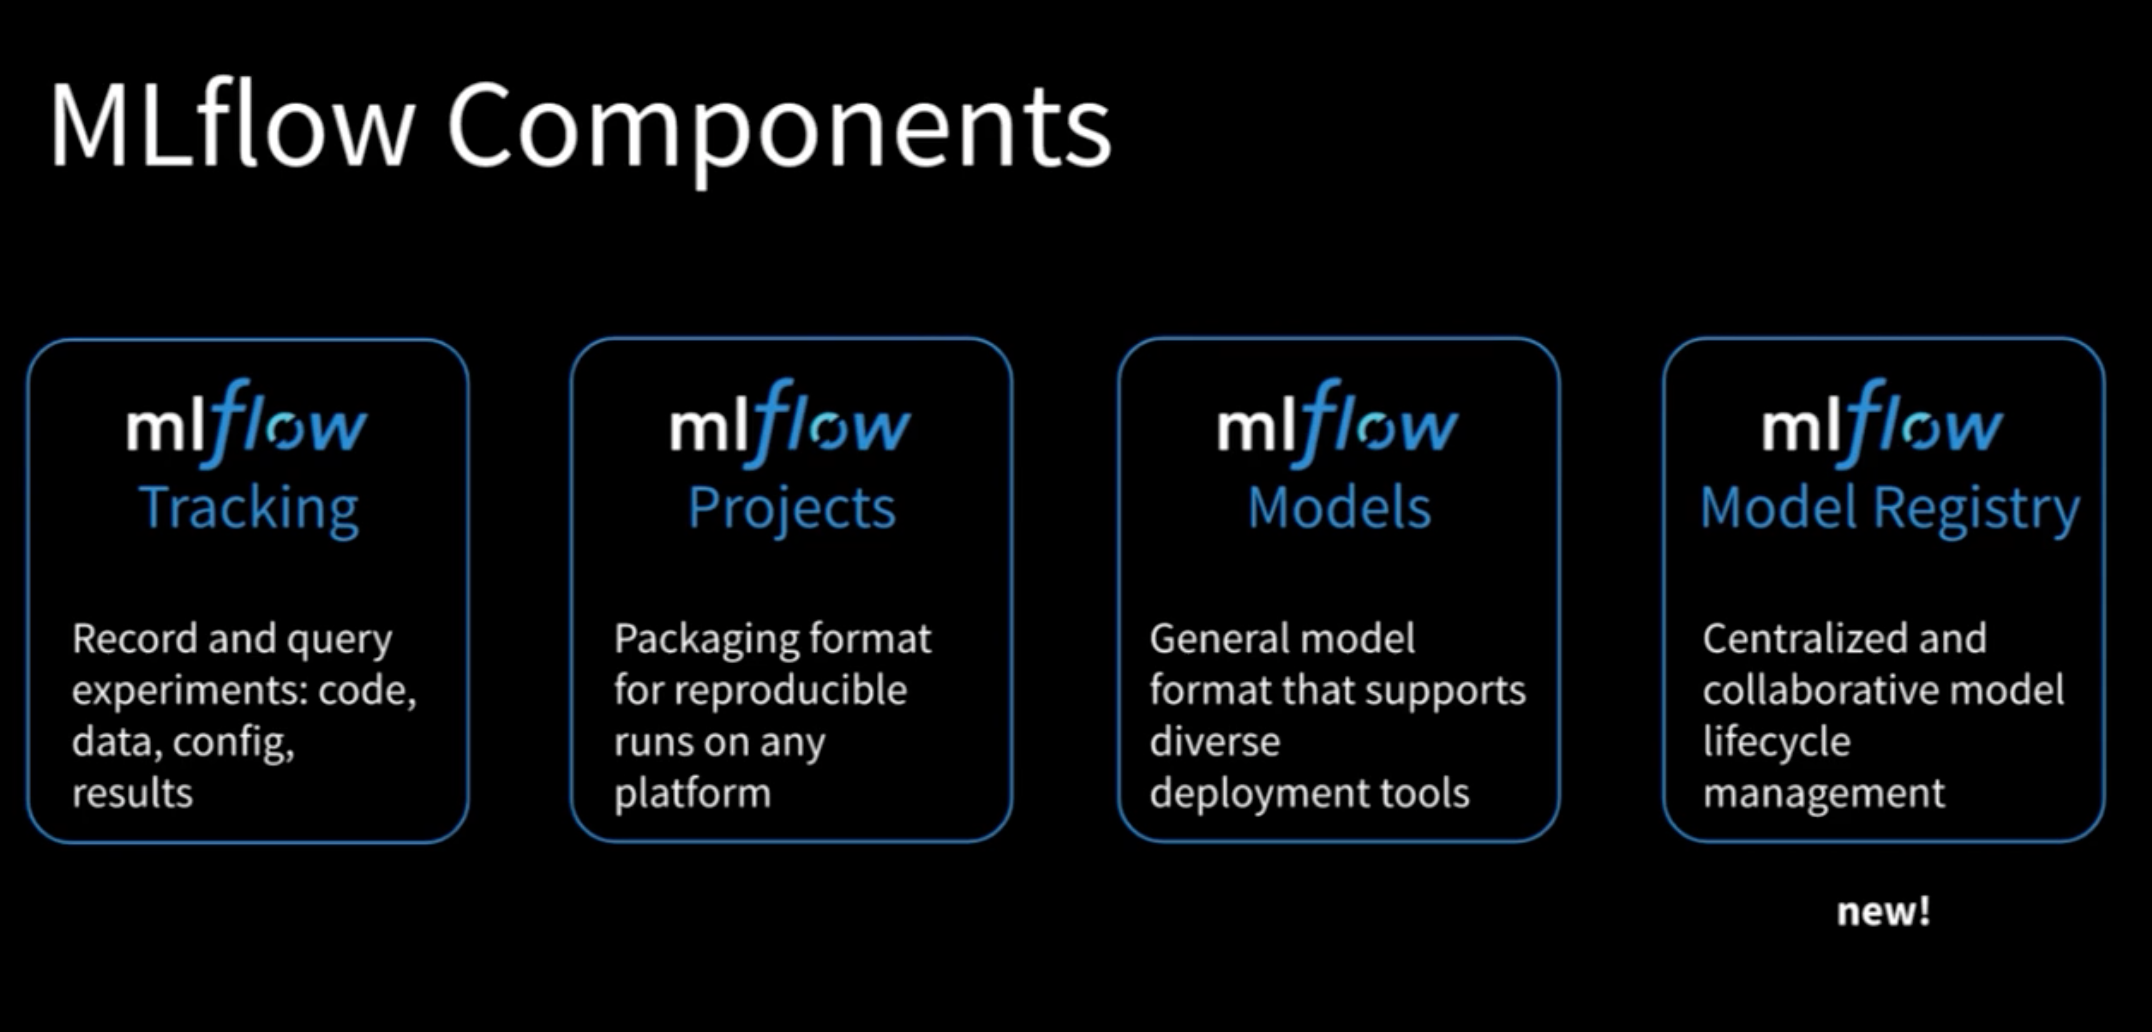 MLflow Components
mlflow
Tracking
Record and query
experiments: code,
data, config,
results
mlflow
Projects
Packaging format
for reproducible
runs on any
platform
mlflow
Models
General model
format that supports
diverse
deployment tools
mlflow
Model Registry
Centralized and
collaborative model
lifecycle
management
new!